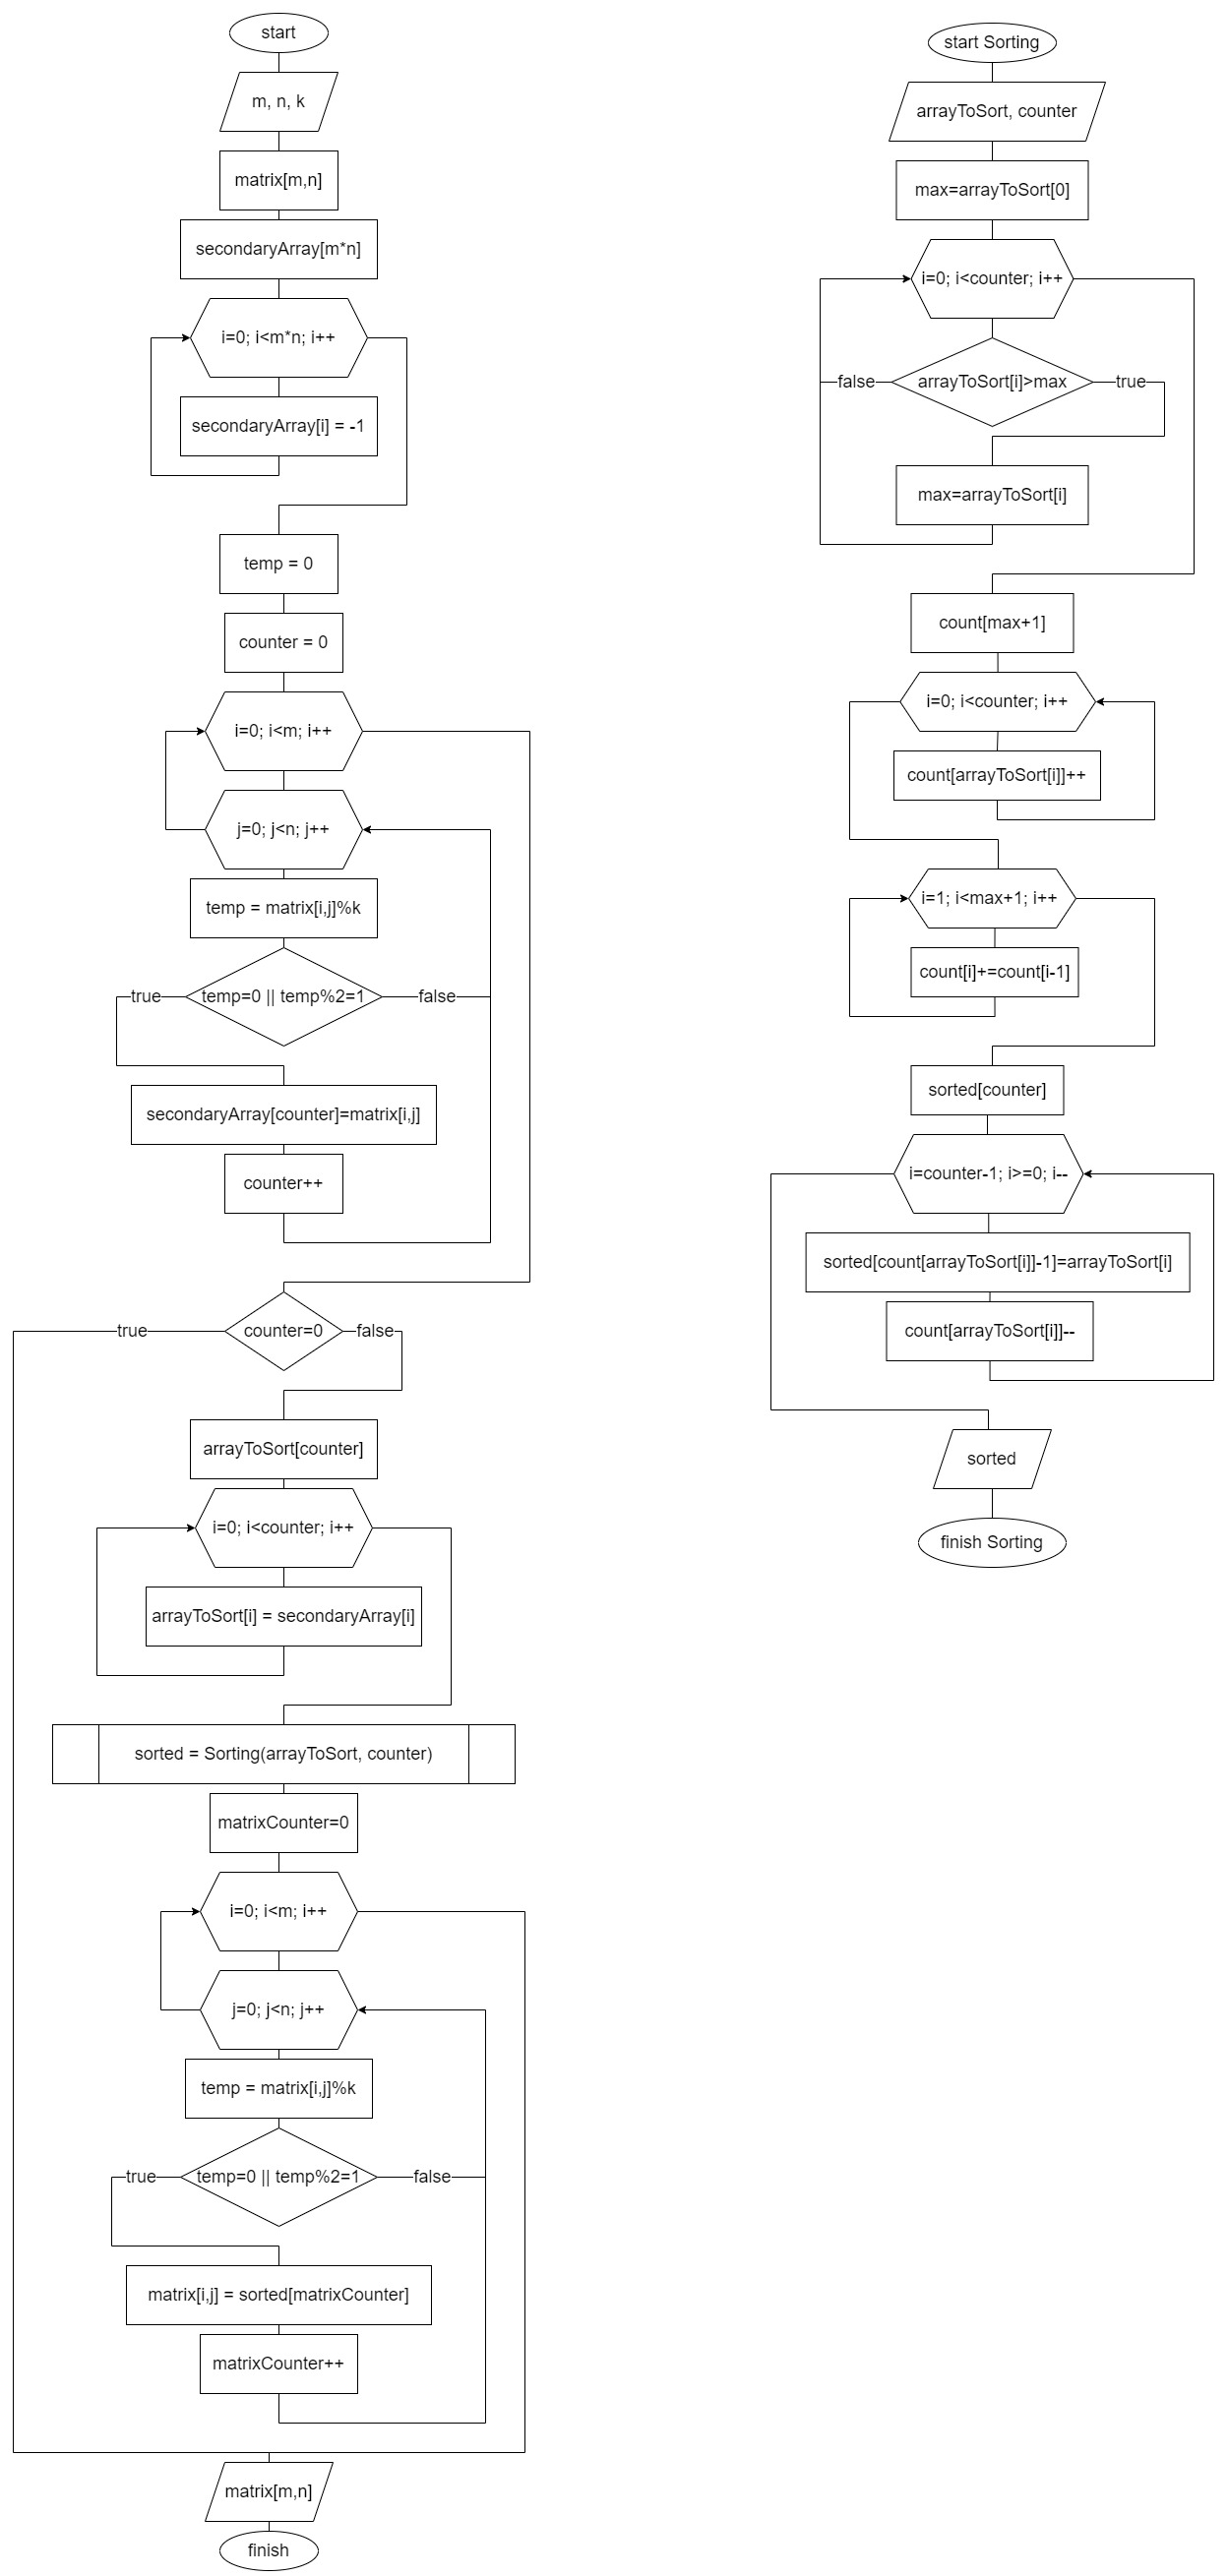 start
m, n, k
matrix[m,n]
secondaryArray[m*n]
i=0; i<m*n; i++
secondaryArray[i] = -1
temp = 0
counter = 0
i=0; i<m; i++
j=0; j<n; j++
temp = matrix[i,j]%k
true
temp=0 || temp%2=1
false
secondaryArray[counter]=matrix[i,j]
counter++
true
counter=0
false
arrayToSort[counter]
i=0; i<counter; i++
arrayToSort[i] = secondaryArray[i]
sorted = Sorting(arrayToSort, counter)
matrixCounter=0
i=0; i<m; i++
j=0; j<n; j++
temp = matrix[i,j]%k
true
temp=0 || temp%2=1
false
matrix[i,j] = sorted[matrixCounter]
matrixCounter++
matrix[m,n]
finish
start Sorting
arrayToSort, counter
max=arrayToSort[0]
i=0; i<counter; i++
false
arrayToSort[i]>max
true
max=arrayToSort[i]
count[max+1]
i=0; i<counter; i++
count[arrayToSort[i]]++
i=1; i<max+1; i++
count[i]+=count[i-1]
sorted[counter]
i=counter-1; i>=0; i--
sorted[count[arrayToSort[i]]-1]=arrayToSort[i]
count[arrayToSort[i]]--
sorted
finish Sorting